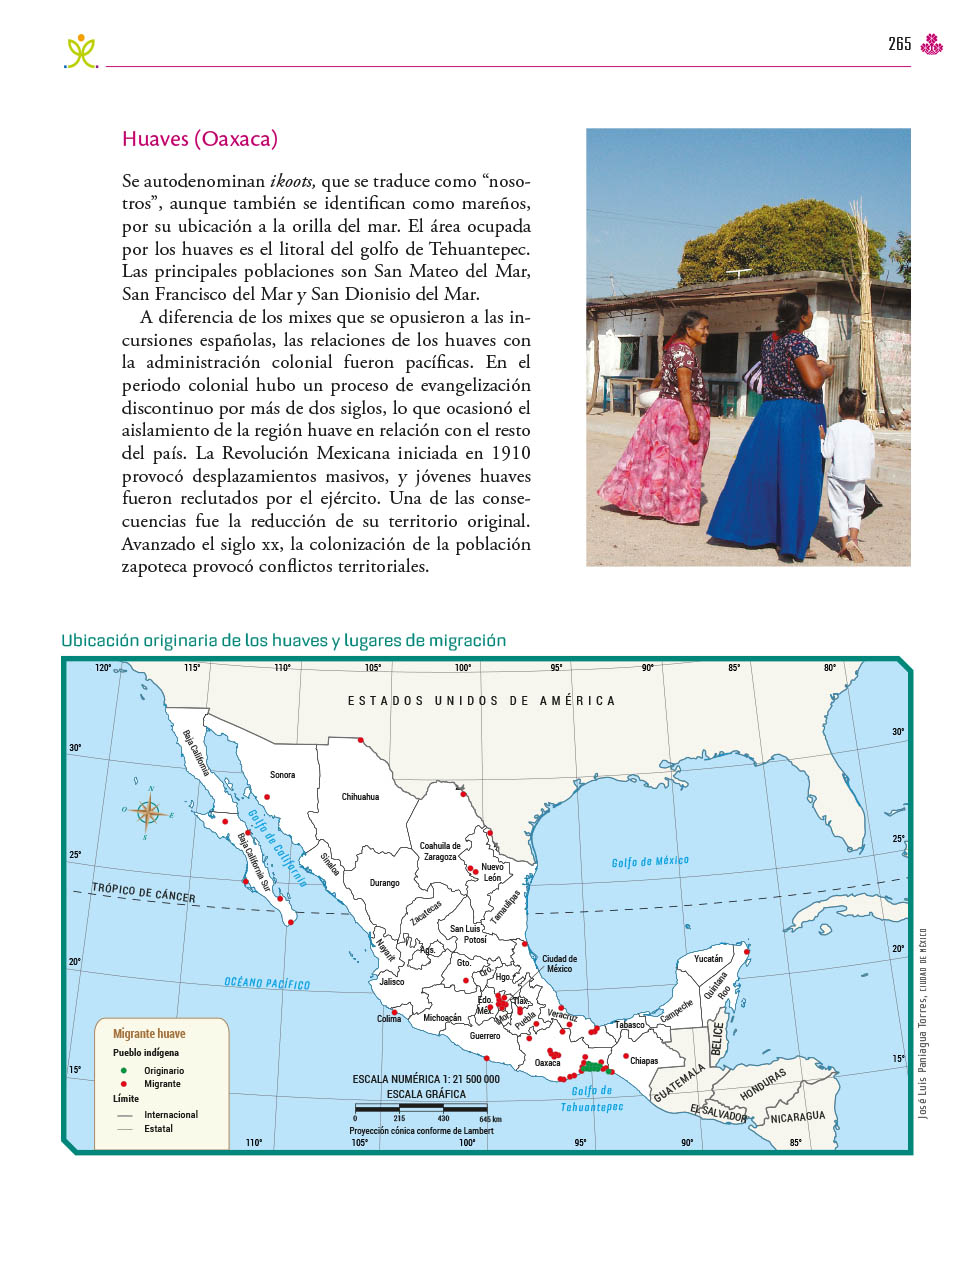 265
Huaves (Oaxaca)
Se autodenominan ikoots, que se traduce como “noso-
tros”, aunque también se identifican como mareños,
por su ubicación a la orilla del mar. El área ocupada
por los huaves es el litoral del golfo de Tehuantepec.
Las principales poblaciones son San Mateo del Mar,
San Francisco del Mar y San Dionisio del Mar.
A diferencia de los mixes que se opusieron a las in-
cursiones españolas, las relaciones de los huaves con
la administración colonial fueron pacíficas. En el
periodo colonial hubo un proceso de evangelización
discontinuo por más de dos siglos, lo que ocasionó el
aislamiento de la región huave en relación con el resto
del país. La Revolución Mexicana iniciada en 1910
provocó desplazamientos masivos, y jóvenes huaves
fueron reclutados por el ejército. Una de las conse-
cuencias fue la reducción de su territorio original.
Avanzado el siglo XX, la colonización de la población
zapoteca provocó conflictos territoriales.
Ubicación originaria de los huaves y lugares de migración
120° 115° 110° 105° 100° 95° 90° 85° 80°
ESTADOS UNIDOS DE AMÉRICA
30°
30°
Baja California
Sonora
Chihuahua
N
O
E
S
Golfo de California
Baja California Sur
Sinaloa
Coahuila de
Zaragoza
Nuevo
León
Durango
Golfo de México
25°
25°
TRÓPICO DE CÁNCER
Zacatecas
Tamaulipas
San Luis
Potosí
Nayarit
Ags.
20°
20°
Gto.
Qro.
Hgo.
Ciudad de
México
Yucatán
Quintana
Roo
Campeche
OCÉANO PACÍFICO
Jalisco
Colima
Michoacán
Edo.
Méx.
Mor.
Tlax.
Puebla
Veracruz
Tabasco
Guerrero
Oaxaca
Chiapas
BELICE
GUATEMALA
HONDURAS
EL SALVADOR
NICARAGUA
Golfo de
Tehuantepec
15°
15°
Migrante huave
Pueblo indígena
Originario
Migrante
Límite
Internacional
Estatal
ESCALA NUMÉRICA 1: 21 500 000
ESCALA GRÁFICA
0 215 430 645 km
Proyección cónica conforme de Lambert
110° 105° 100° 95° 90° 85°
José Luis Paniagua Torres, CIUDAD DE MÉXICO